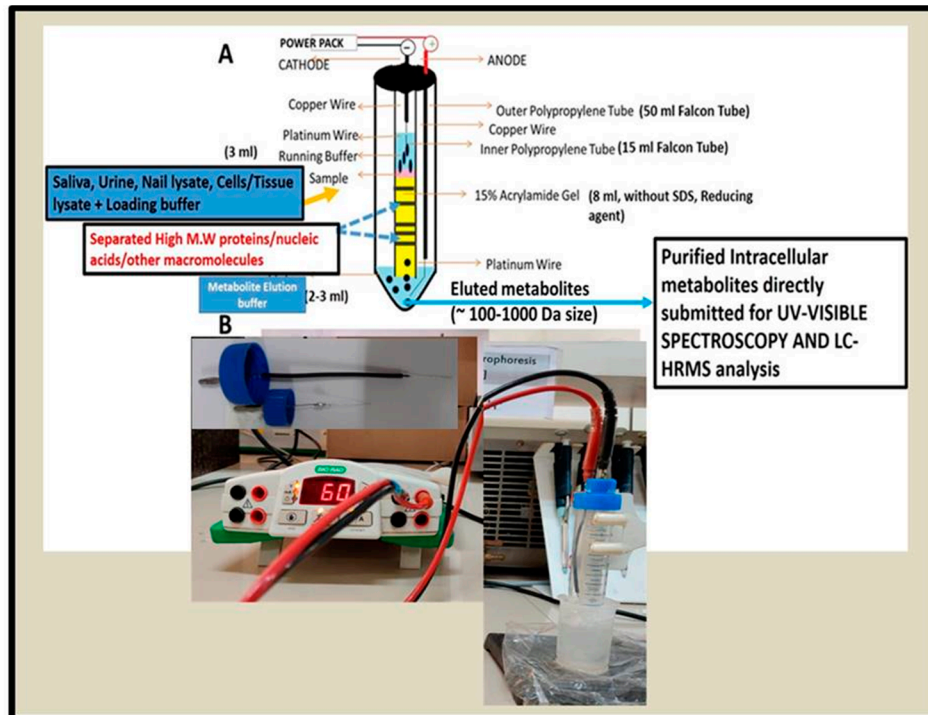 A
POWER PACK
−
+
CATHODE
ANODE
Copper Wire
Outer Polypropylene Tube (50 ml Falcon Tube)
Copper Wire
Platinum Wire
Inner Polypropylene Tube (15 ml Falcon Tube)
(3 ml)
Running Buffer
Sample
Saliva, Urine, Nail lysate, Cells/Tissue
lysate + Loading buffer
15% Acrylamide Gel (8 ml, without SDS, Reducing
agent)
Separated High M.W proteins/nucleic
acids/other macromolecules
Platinum Wire
Metabolite Elution
buffer
(2-3 ml)
Eluted metabolites
(~ 100-1000 Da size)
Purified Intracellular
metabolites directly
submitted for UV-VISIBLE
SPECTROSCOPY AND LC-
HRMS analysis
B
rophoresis
BIO-RAD
60